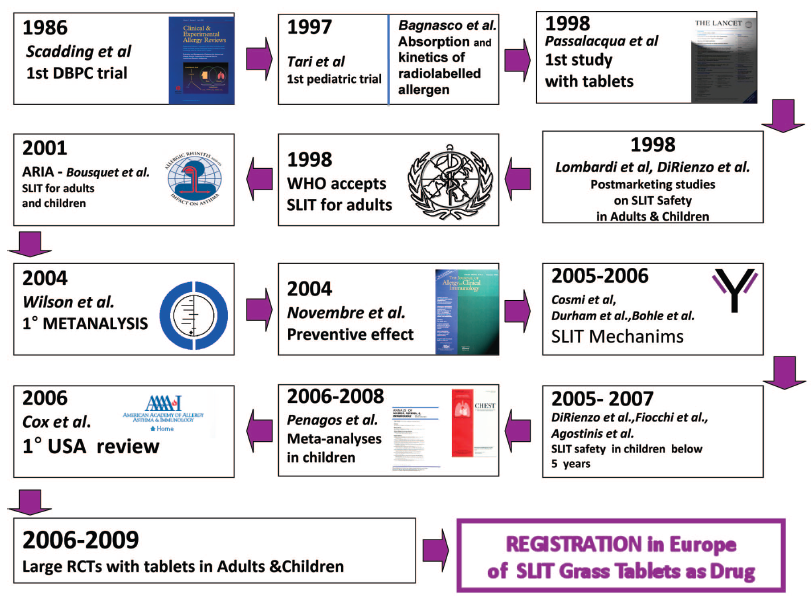 1986
Scadding et al
1st DBPC trial
Clinical &
Experimental
Allergy Reviews
1997
Tari et al
1st pediatric trial
Bagnasco et al.
Absorption and
kinetics of
radiolabelled
allergen
1998
Passalacqua et al
1st study
with tablets
THE LANCET
1998
Lombardi et al, DiRienzo et al.
Postmarketing studies
on SLIT Safety
in Adults & Children
1998
WHO accepts
SLIT for adults
2001
ARIA - Bousquet et al.
SLIT for adults
and children
ALLERGIC RHINITIS
IMPACT ON ASTHMA
2004
Wilson et al.
1° METANALYSIS
2004
Novembre et al.
Preventive effect
THE JOURNAL OF
Allergy & Clinical
Immunology
2005-2006
Cosmi et al,
Durham et al.,Bohle et al.
SLIT Mechanims
2005- 2007
DiRienzo et al.,Fiocchi et al.,
Agostinis et al.
SLIT safety in children below
5 years
2006-2008
Penagos et al.
Meta-analyses
in children
CHEST
2006
Cox et al.
1° USA review
AAAAI
AMERICAN ACADEMY OF ALLERGY
ASTHMA & IMMUNOLOGY
Home
2006-2009
Large RCTs with tablets in Adults &Children
REGISTRATION in Europe
of SLIT Grass Tablets as Drug